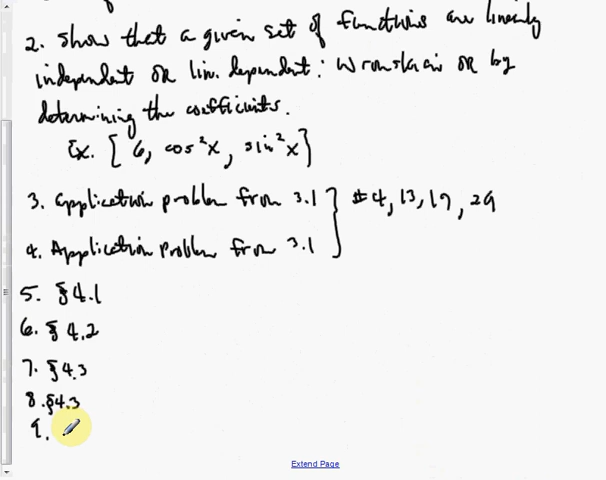 2. Show that a given set of functions are linearly
independent or lin. dependent: Wronskian or by
determining the coefficients.
Ex. [6, cos²x, sin²x}
3. Application problem from 3.1 } #4, 13, 17, 29
4. Application Problem from 3.1
5. §4.1
6. § 4.2
7. §4.3
8. §4.3
9.
Extend Page